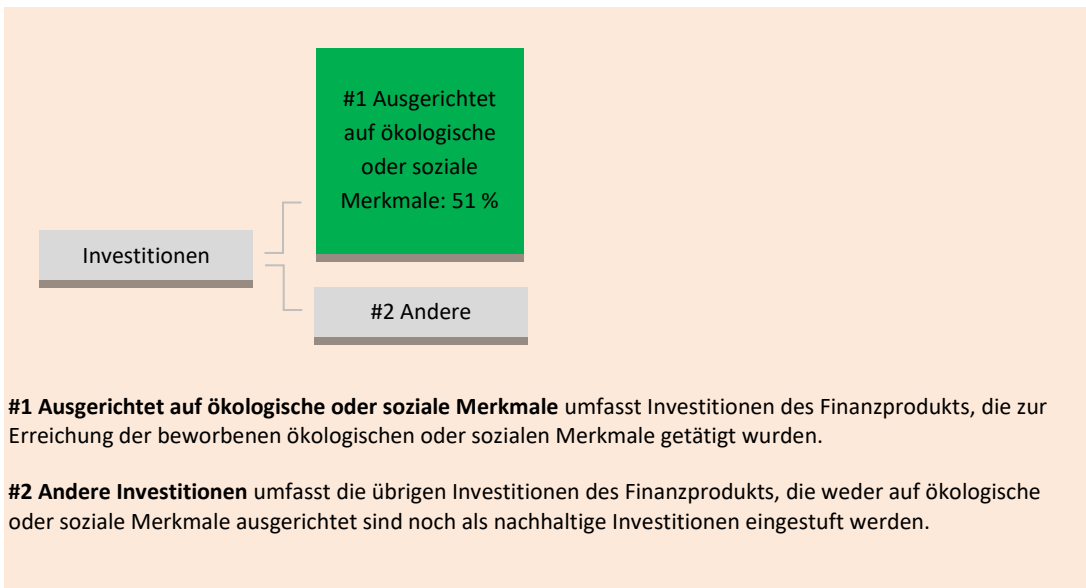 #1 Ausgerichtet
auf ökologische
oder soziale
Merkmale: 51 %
Investitionen
#2 Andere
#1 Ausgerichtet auf ökologische oder soziale Merkmale umfasst Investitionen des Finanzprodukts, die zur
Erreichung der beworbenen ökologischen oder sozialen Merkmale getätigt wurden.
#2 Andere Investitionen umfasst die übrigen Investitionen des Finanzprodukts, die weder auf ökologische
oder soziale Merkmale ausgerichtet sind noch als nachhaltige Investitionen eingestuft werden.